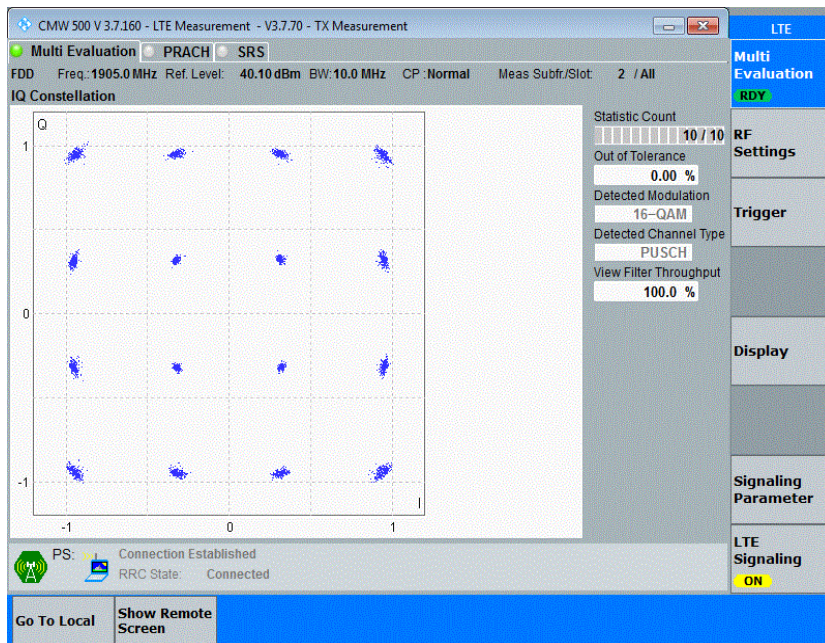 CMW 500 V 3.7.160 - LTE Measurement - V3.7.70 - TX Measurement
LTE
Multi Evaluation PRACH SRS
Multi
Evaluation
RDY
FDD Freq.: 1905.0 MHz Ref. Level: 40.10 dBm BW: 10.0 MHz CP : Normal Meas Subfr./Slot: 2 / All
IQ Constellation
Q
1
0
-1
-1 0 1
I
Statistic Count
10 / 10
Out of Tolerance
0.00 %
Detected Modulation
16-QAM
Detected Channel Type
PUSCH
View Filter Throughput
100.0 %
RF
Settings
Trigger
Display
Signaling
Parameter
LTE
Signaling
ON
PS: Connection Established
RRC State: Connected
Go To Local
Show Remote
Screen